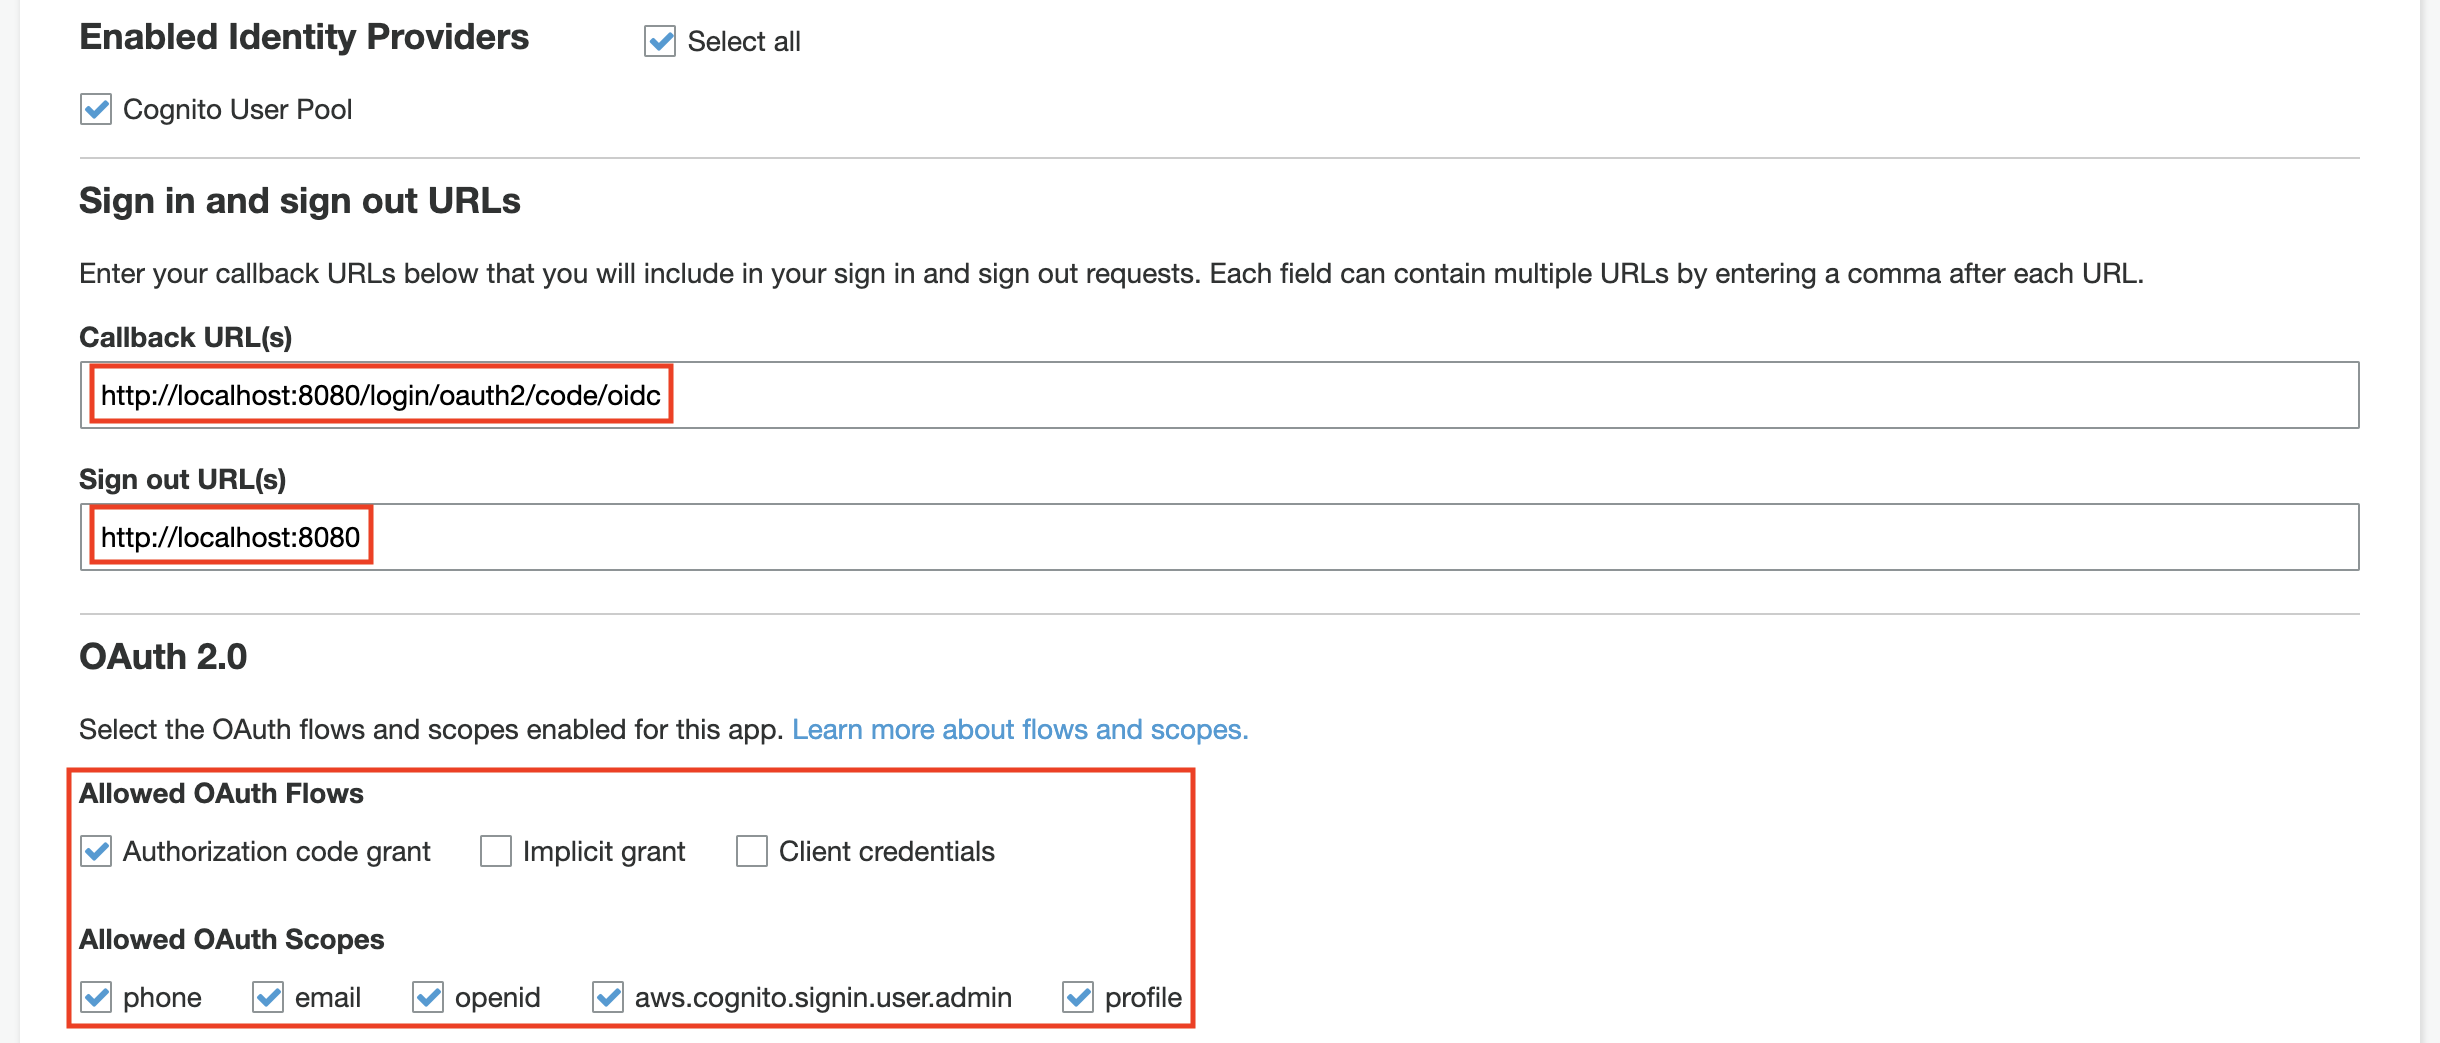 Enabled Identity Providers
Select all
Cognito User Pool
Sign in and sign out URLs
Enter your callback URLs below that you will include in your sign in and sign out requests. Each field can contain multiple URLs by entering a comma after each URL.
Callback URL(s)
http://localhost:8080/login/oauth2/code/oidc
Sign out URL(s)
http://localhost:8080
OAuth 2.0
Select the OAuth flows and scopes enabled for this app. Learn more about flows and scopes.
Allowed OAuth Flows
Authorization code grant Implicit grant Client credentials
Allowed OAuth Scopes
phone email openid aws.cognito.signin.user.admin profile